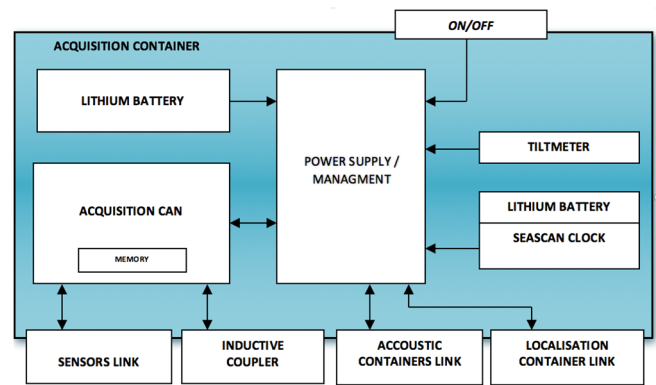 ON/OFF
ACQUISITION CONTAINER
LITHIUM BATTERY
POWER SUPPLY /
MANAGMENT
TILTMETER
ACQUISITION CAN
MEMORY
LITHIUM BATTERY
SEASCAN CLOCK
SENSORS LINK
INDUCTIVE
COUPLER
ACCOUSTIC
CONTAINERS LINK
LOCALISATION
CONTAINER LINK